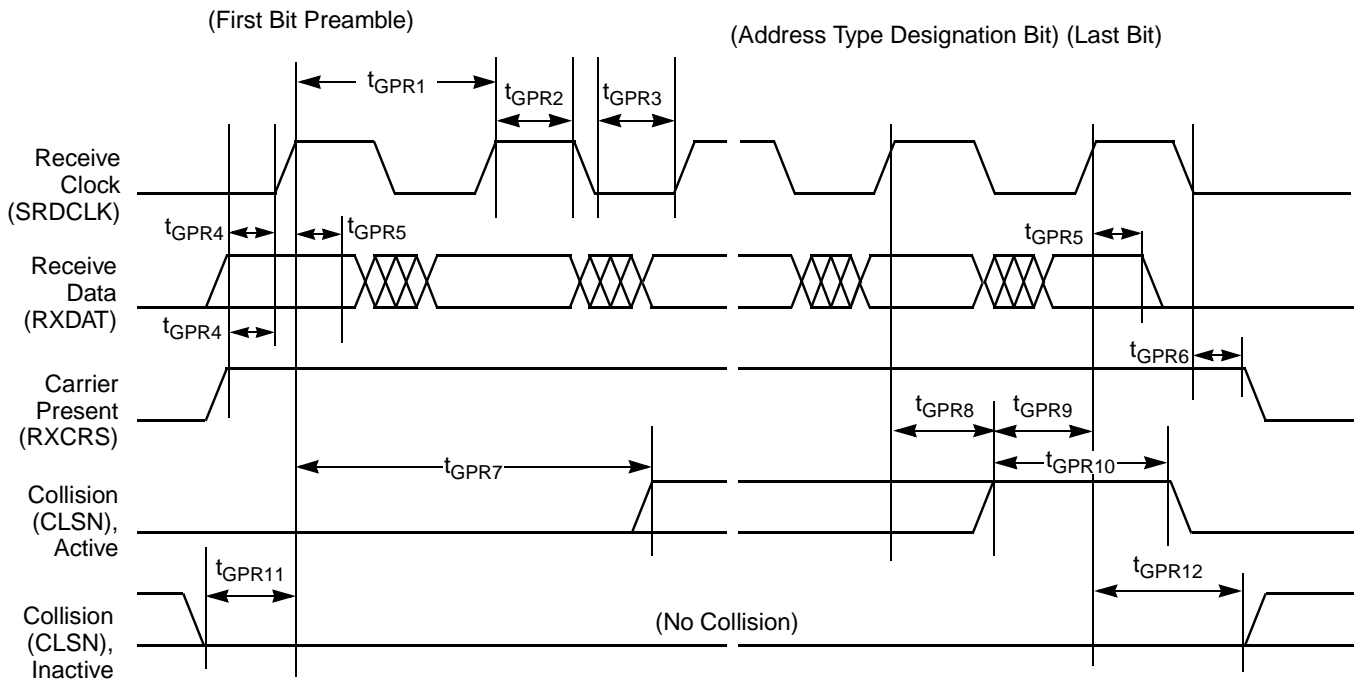 (First Bit Preamble)
(Address Type Designation Bit) (Last Bit)
tGPR1
tGPR2
tGPR3
Receive
Clock
(SRDCLK)
tGPR4
tGPR5
tGPR5
Receive
Data
(RXDAT)
tGPR4
tGPR6
Carrier
Present
(RXCRS)
tGPR8
tGPR9
tGPR7
tGPR10
Collision
(CLSN),
Active
tGPR11
tGPR12
Collision
(CLSN),
Inactive
(No Collision)